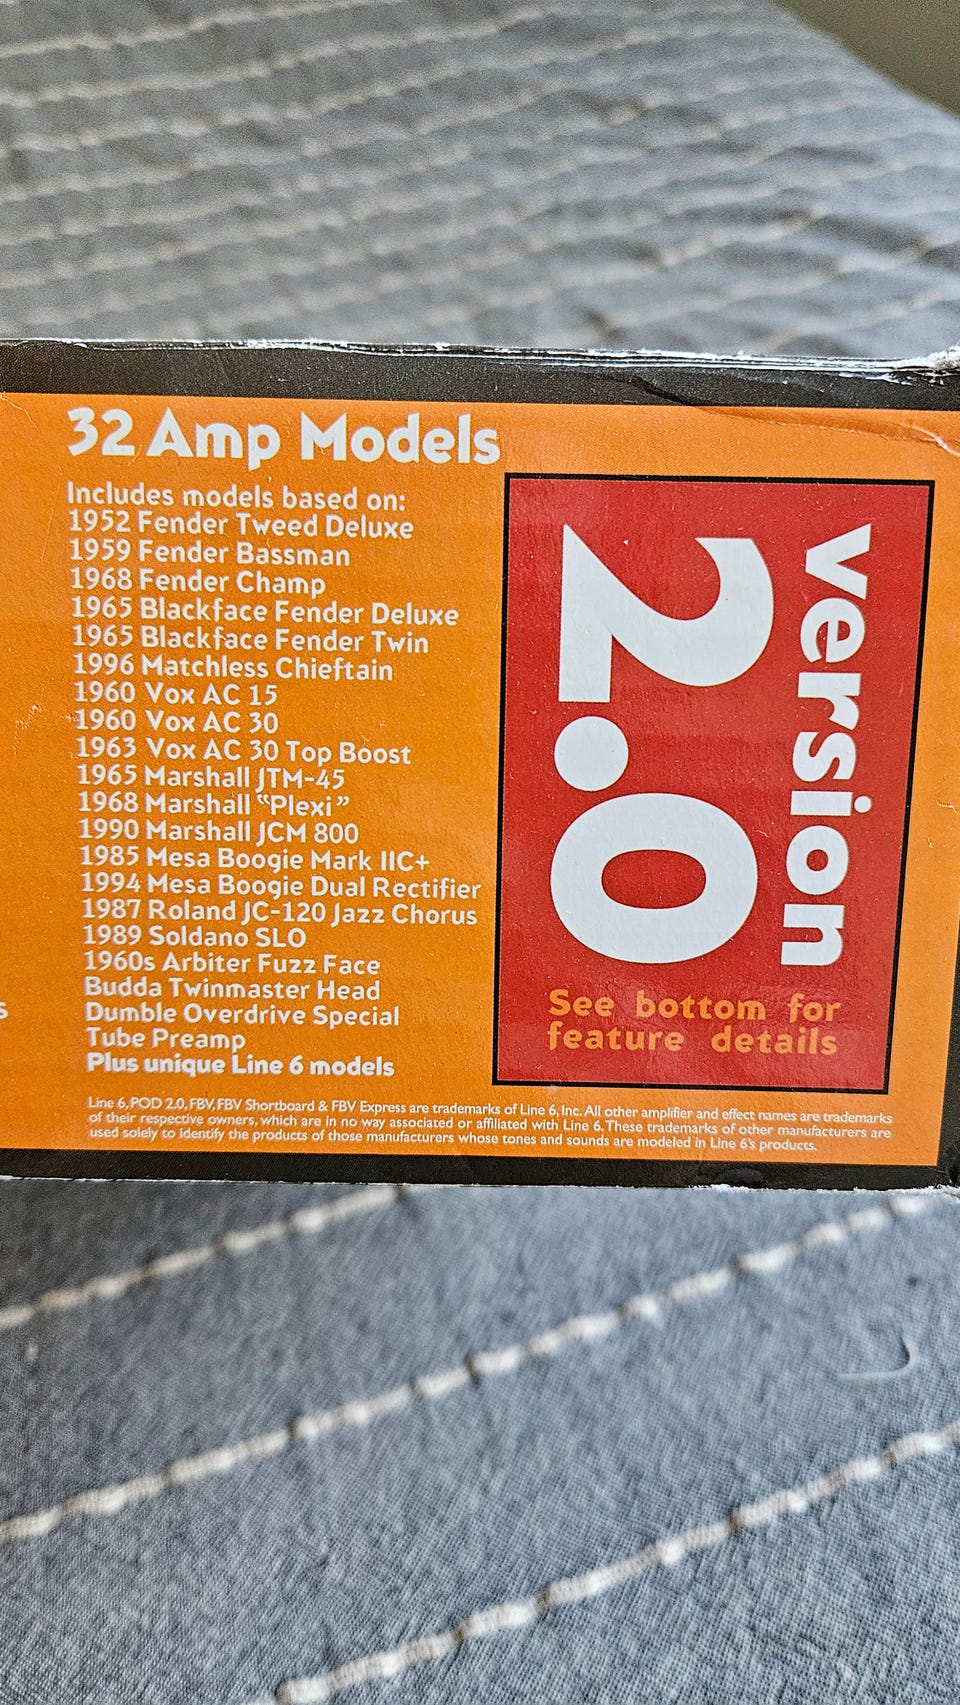 32 Amp Models
Includes models based on:
1952 Fender Tweed Deluxe
1959 Fender Bassman
1968 Fender Champ
1965 Blackface Fender Deluxe
1965 Blackface Fender Twin
1996 Matchless Chieftain
1960 Vox AC 15
1960 Vox AC 30
1963 Vox AC 30 Top Boost
1965 Marshall JTM-45
1968 Marshall “Plexi”
1990 Marshall JCM 800
1985 Mesa Boogie Mark IIC+
1994 Mesa Boogie Dual Rectifier
1987 Roland JC-120 Jazz Chorus
1989 Soldano SLO
1960s Arbiter Fuzz Face
Budda Twinmaster Head
Dumble Overdrive Special
Tube Preamp
Plus unique Line 6 models
version
2.0
See bottom for
feature details
Line 6, POD 2.0, FBV, FBV Shortboard & FBV Express are trademarks of Line 6, Inc. All other amplifier and effect names are trademarks
of their respective owners, which are in no way associated or affiliated with Line 6. These trademarks of other manufacturers are
used solely to identify the products of those manufacturers whose tones and sounds are modeled in Line 6's products.